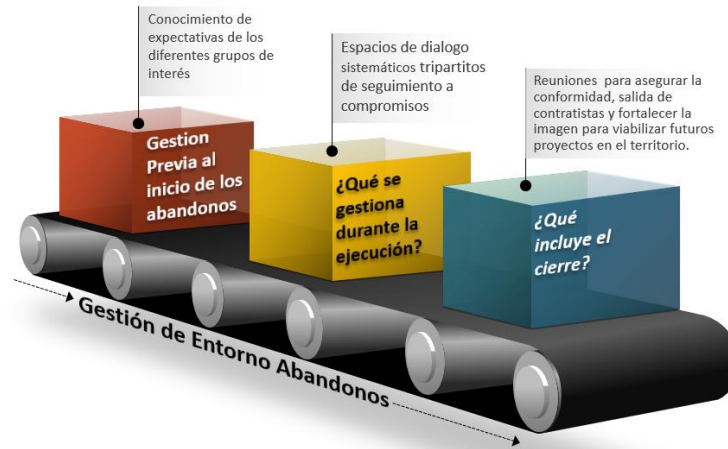 Conocimiento de
expectativas de los
diferentes grupos de
interés
Espacios de dialogo
sistemáticos tripartitos
de seguimiento a
compromisos
Reuniones para asegurar la
conformidad, salida de
contratistas y fortalecer la
imagen para viabilizar futuros
proyectos en el territorio.
Gestion
Previa al
inicio de los
abandonos
¿Qué se
gestiona
durante la
ejecución?
¿Qué
incluye el
cierre?
Gestión de Entorno Abandonos